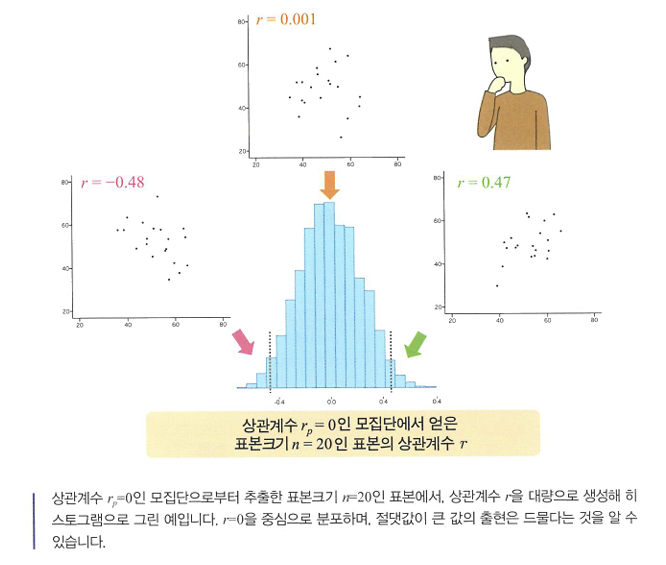 r = 0.001
80
60
40
20
20 40 60 80
r = −0.48
80
60
40
20
20 40 60 80
r = 0.47
80
60
40
20
20 40 60 80
-0.4 0.0 0.4 0.4
상관계수 rp = 0인 모집단에서 얻은
표본크기 n = 20인 표본의 상관계수 r
상관계수 rp=0인 모집단으로부터 추출한 표본크기 n=20인 표본에서, 상관계수 r을 대량으로 생성해 히
스토그램으로 그린 예입니다. r=0을 중심으로 분포하며, 절댓값이 큰 값의 출현은 드물다는 것을 알 수
있습니다.